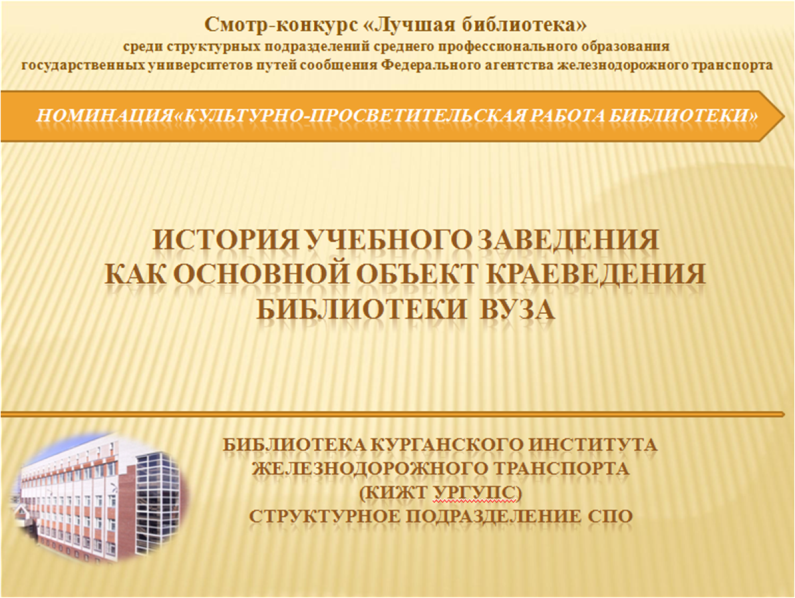 Смотр-конкурс «Лучшая библиотека»
среди структурных подразделений среднего профессионального образования
государственных университетов путей сообщения Федерального агентства железнодорожного транспорта
НОМИНАЦИЯ«КУЛЬТУРНО-ПРОСВЕТИТЕЛЬСКАЯ РАБОТА БИБЛИОТЕКИ»
ИСТОРИЯ УЧЕБНОГО ЗАВЕДЕНИЯ
КАК ОСНОВНОЙ ОБЪЕКТ КРАЕВЕДЕНИЯ
БИБЛИОТЕКИ ВУЗА
БИБЛИОТЕКА КУРГАНСКОГО ИНСТИТУТА
ЖЕЛЕЗНОДОРОЖНОГО ТРАНСПОРТА
(КИЖТ УРГУПС)
СТРУКТУРНОЕ ПОДРАЗДЕЛЕНИЕ СПО